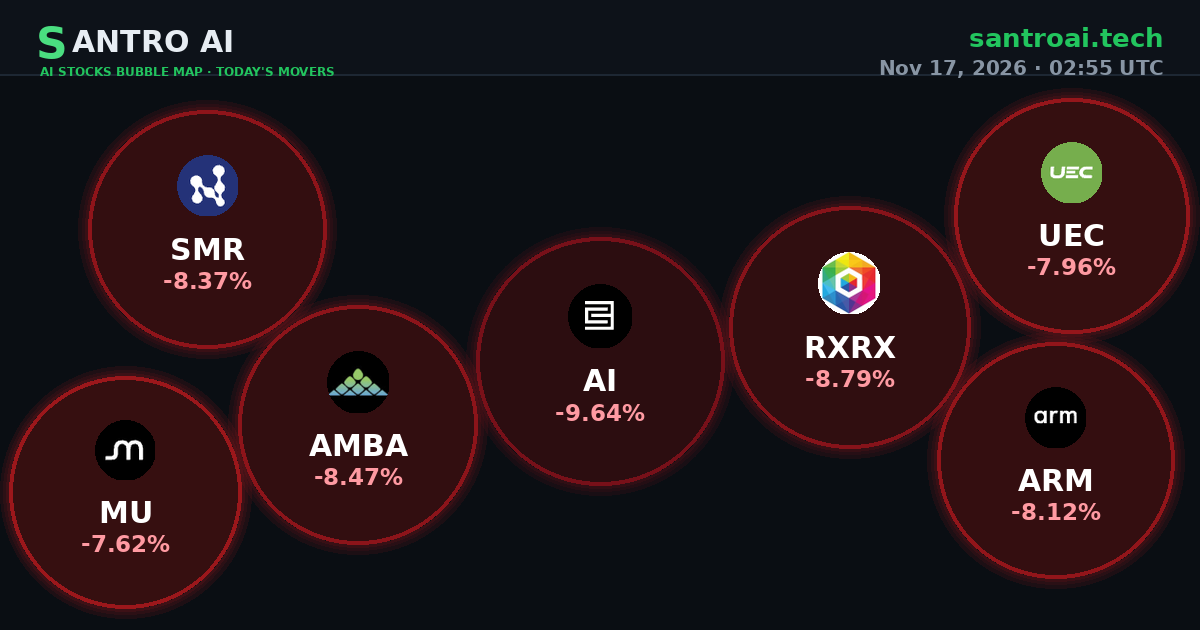 SANTRO AI
AI STOCKS BUBBLE MAP · TODAY'S MOVERS
santroai.tech
Nov 17, 2026 · 02:55 UTC
SMR
-8.37%
UEC
UEC
-7.96%
RXRX
-8.79%
AI
-9.64%
AMBA
-8.47%
arm
ARM
-8.12%
MU
-7.62%